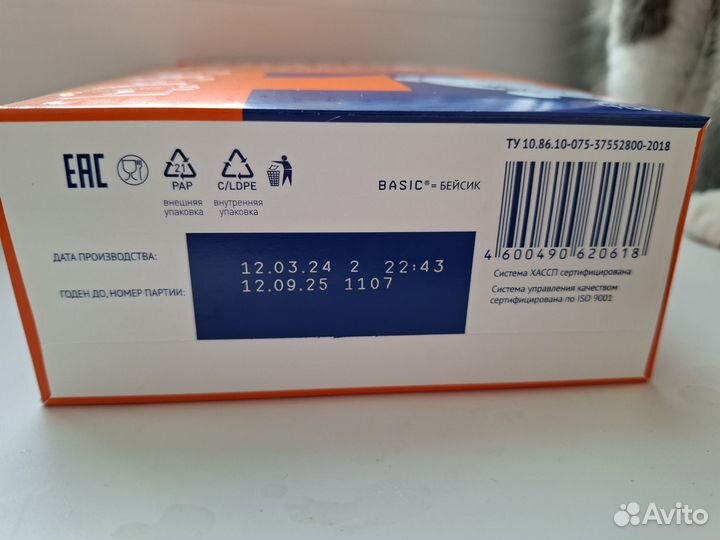 ТУ 10.86.10-075-37552800-2018
EAC
21
PAP
C/LDPE
внешняя
упаковка
внутренняя
упаковка
BASIC® = БЕЙСИК
4 600490 620618
ДАТА ПРОИЗВОДСТВА:
12.03.24 2 22:43
ГОДЕН ДО, НОМЕР ПАРТИИ:
12.09.25 1107
Система ХАССП сертифицирована
Система управления качеством
сертифицирована по ISO 9001
Avito